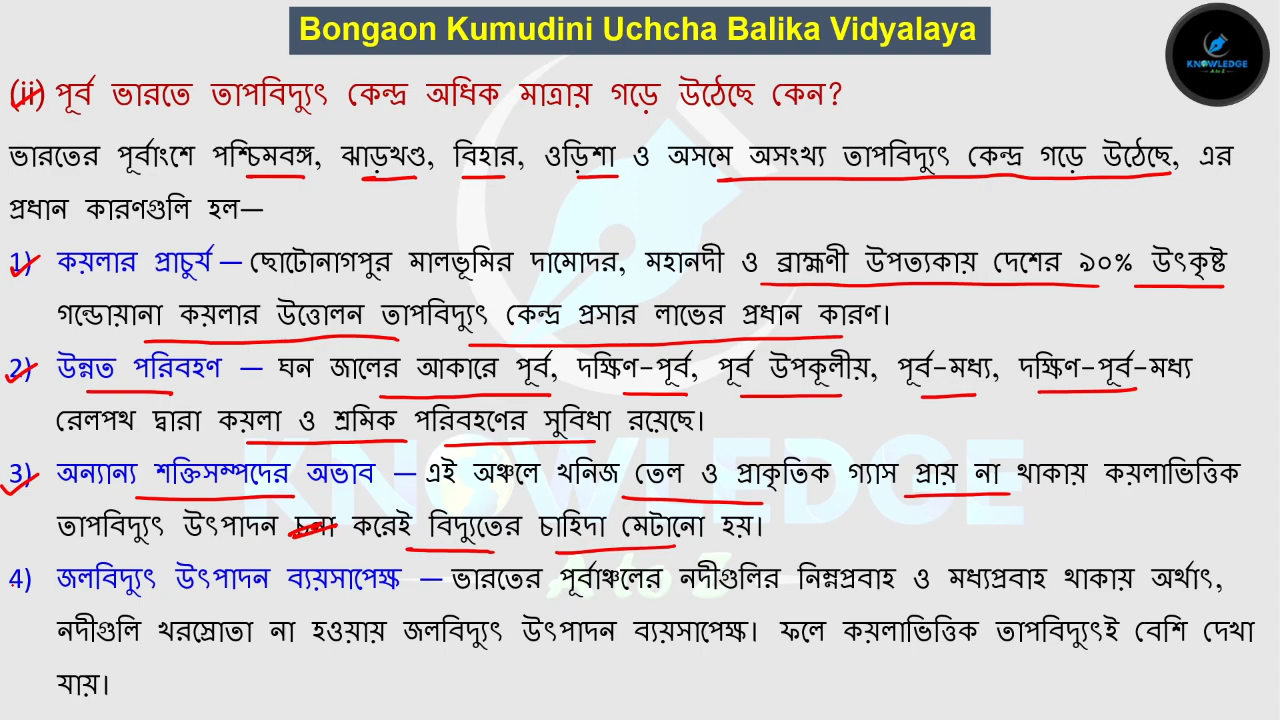 Bongaon Kumudini Uchcha Balika Vidyalaya
KNOWLEDGE
A to Z
(ii) পূর্ব ভারতে তাপবিদ্যুৎ কেন্দ্র অধিক মাত্রায় গড়ে উঠেছে কেন?
ভারতের পূর্বাংশে পশ্চিমবঙ্গ, ঝাড়খণ্ড, বিহার, ওড়িশা ও অসমে অসংখ্য তাপবিদ্যুৎ কেন্দ্র গড়ে উঠেছে, এর
প্রধান কারণগুলি হল—
1) কয়লার প্রাচুর্য — ছোটোনাগপুর মালভূমির দামোদর, মহানদী ও ব্রাহ্মণী উপত্যকায় দেশের ৯০% উৎকৃষ্ট
গন্ডোয়ানা কয়লার উত্তোলন তাপবিদ্যুৎ কেন্দ্র প্রসার লাভের প্রধান কারণ।
2) উন্নত পরিবহণ — ঘন জালের আকারে পূর্ব, দক্ষিণ-পূর্ব, পূর্ব উপকূলীয়, পূর্ব-মধ্য, দক্ষিণ-পূর্ব-মধ্য
রেলপথ দ্বারা কয়লা ও শ্রমিক পরিবহণের সুবিধা রয়েছে।
3) অন্যান্য শক্তিসম্পদের অভাব — এই অঞ্চলে খনিজ তেল ও প্রাকৃতিক গ্যাস প্রায় না থাকায় কয়লাভিত্তিক
তাপবিদ্যুৎ উৎপাদন করেই বিদ্যুতের চাহিদা মেটানো হয়।
4) জলবিদ্যুৎ উৎপাদন ব্যয়সাপেক্ষ — ভারতের পূর্বাঞ্চলের নদীগুলির নিম্নপ্রবাহ ও মধ্যপ্রবাহ থাকায় অর্থাৎ,
নদীগুলি খরস্রোতা না হওয়ায় জলবিদ্যুৎ উৎপাদন ব্যয়সাপেক্ষ। ফলে কয়লাভিত্তিক তাপবিদ্যুৎই বেশি দেখা
যায়।
KNOWLEDGE
A to Z